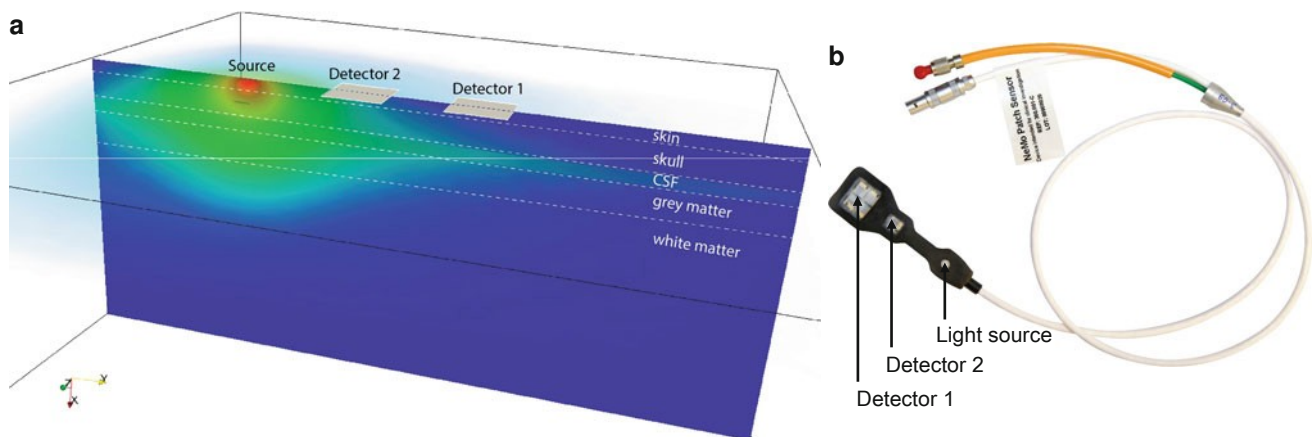 a
Source
Detector 2
Detector 1
skin
skull
CSF
grey matter
white matter
Z
Y
X
b
NeMo Patch Sensor
Light source
Detector 2
Detector 1